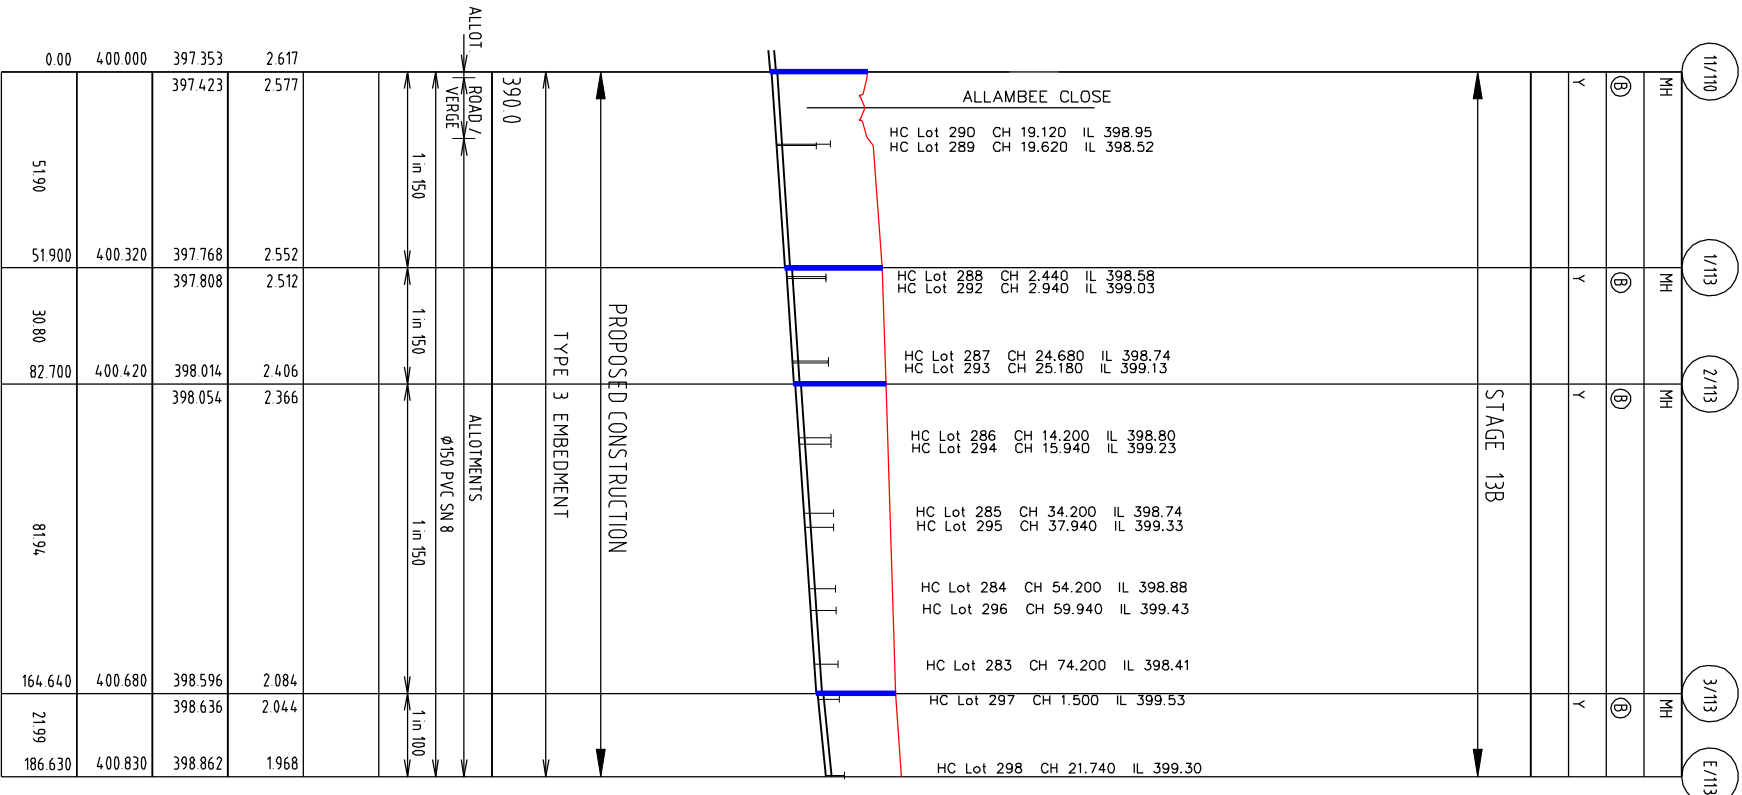 11/110
MH
B
Y
1/113
MH
B
Y
2/113
MH
B
Y
3/113
MH
B
Y
E/113
STAGE 13B
ALLAMBEE CLOSE
HC Lot 290 CH 19.120 IL 398.95
HC Lot 289 CH 19.620 IL 398.52
HC Lot 288 CH 2.440 IL 398.58
HC Lot 292 CH 2.940 IL 399.03
HC Lot 287 CH 24.680 IL 398.74
HC Lot 293 CH 25.180 IL 399.13
HC Lot 286 CH 14.200 IL 398.80
HC Lot 294 CH 15.940 IL 399.23
HC Lot 285 CH 34.200 IL 398.74
HC Lot 295 CH 37.940 IL 399.33
HC Lot 284 CH 54.200 IL 398.88
HC Lot 296 CH 59.940 IL 399.43
HC Lot 283 CH 74.200 IL 398.41
HC Lot 297 CH 1.500 IL 399.53
HC Lot 298 CH 21.740 IL 399.30
PROPOSED CONSTRUCTION
TYPE 3 EMBEDMENT
390.0
ALLOT.
ROAD /
VERGE
ALLOTMENTS
ø150 PVC SN 8
1 in 150
1 in 150
1 in 150
1 in 100
2.617
2.577
2.552
2.512
2.406
2.366
2.084
2.044
1.968
397.353
397.423
397.768
397.808
398.014
398.054
398.596
398.636
398.862
400.000
400.320
400.420
400.680
400.830
0.00
51.90
51.900
30.80
82.700
81.94
164.640
21.99
186.630